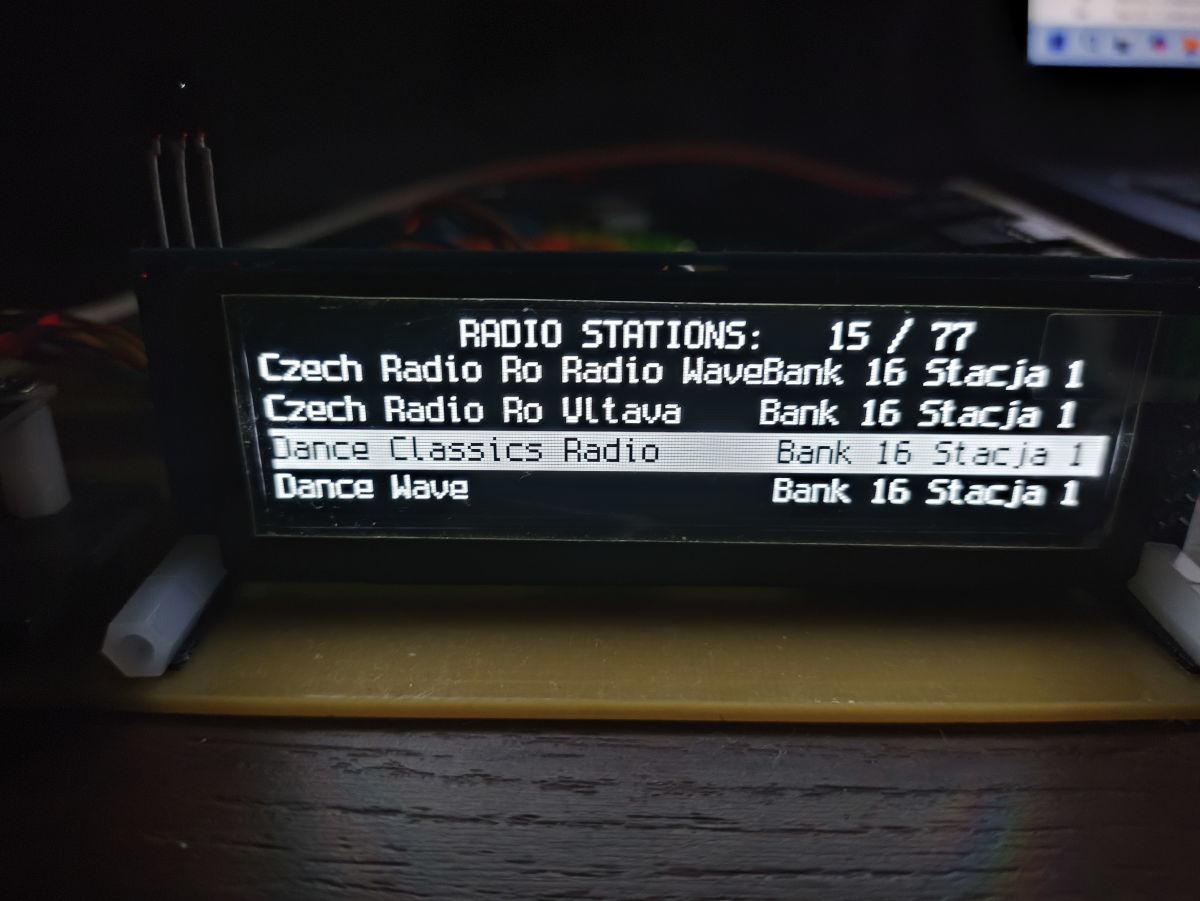 RADIO STATIONS: 15 / 77
Czech Radio Ro Radio WaveBank 16 Stacja 1
Czech Radio Ro Vltava Bank 16 Stacja 1
Dance Classics Radio Bank 16 Stacja 1
Dance Wave Bank 16 Stacja 1